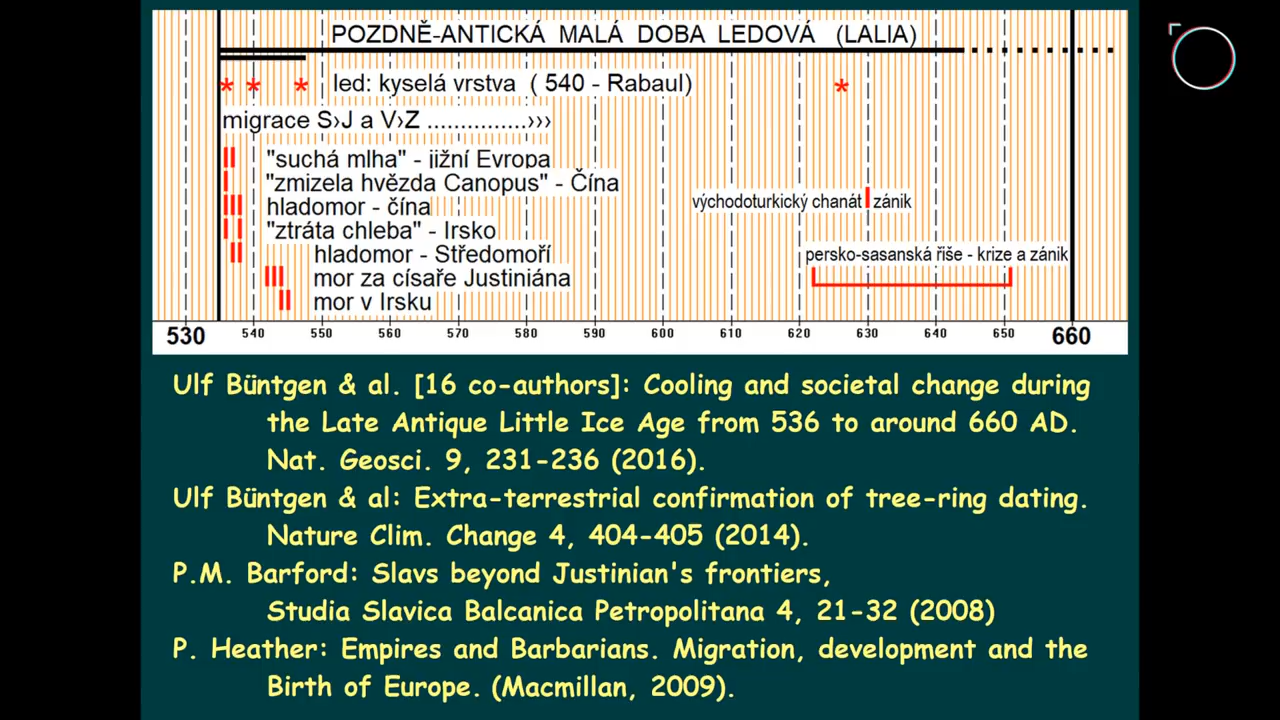 POZDNĚ-ANTICKÁ MALÁ DOBA LEDOVÁ (LALIA)
* * * led: kyselá vrstva ( 540 - Rabaul) *
migrace S›J a V›Z ...............›››
"suchá mlha" - jižní Evropa
"zmizela hvězda Canopus" - Čína
východoturkický chanát zánik
hladomor - čína
"ztráta chleba" - Irsko
hladomor - Středomoří
persko-sasanská říše - krize a zánik
mor za císaře Justiniána
mor v Irsku
530 540 550 560 570 580 590 600 610 620 630 640 650 660
Ulf Büntgen & al. [16 co-authors]: Cooling and societal change during
the Late Antique Little Ice Age from 536 to around 660 AD.
Nat. Geosci. 9, 231-236 (2016).
Ulf Büntgen & al: Extra-terrestrial confirmation of tree-ring dating.
Nature Clim. Change 4, 404-405 (2014).
P.M. Barford: Slavs beyond Justinian's frontiers,
Studia Slavica Balcanica Petropolitana 4, 21-32 (2008)
P. Heather: Empires and Barbarians. Migration, development and the
Birth of Europe. (Macmillan, 2009).